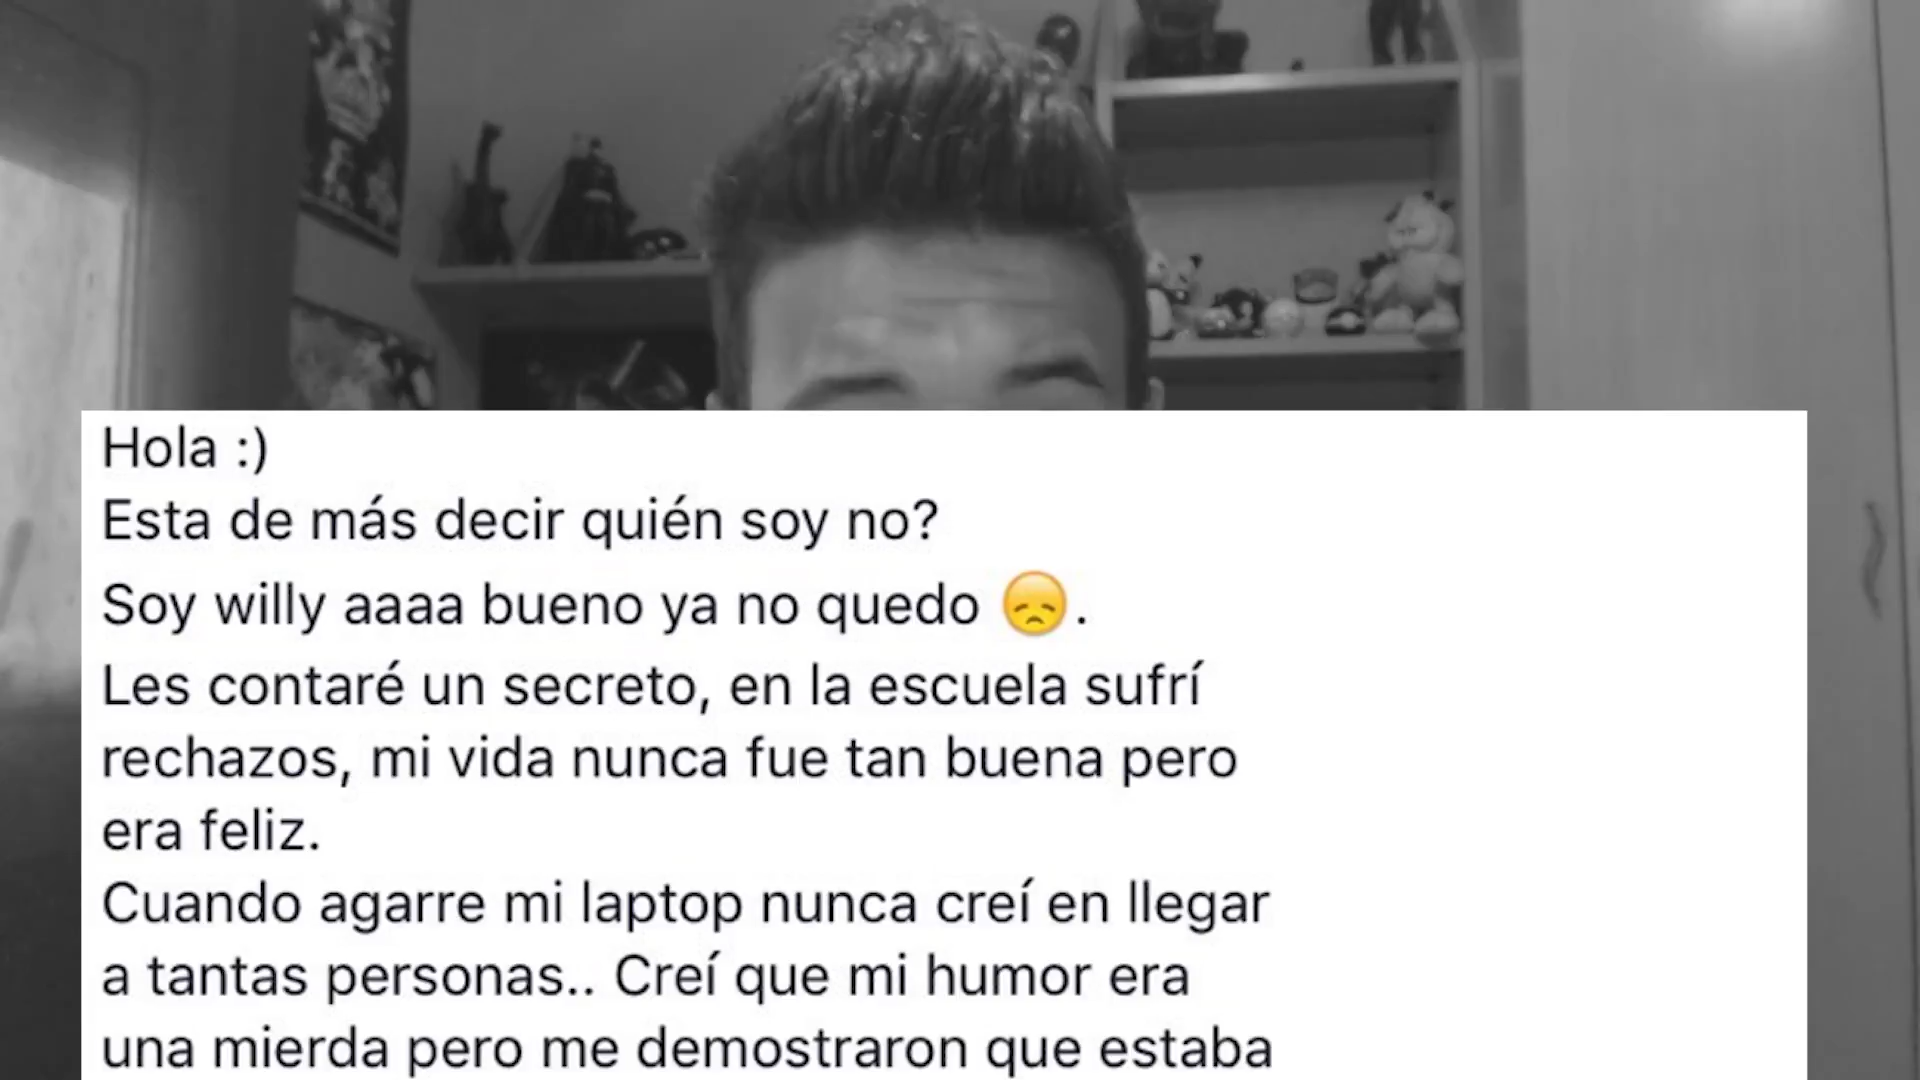 Hola :)
Esta de más decir quién soy no?
Soy willy aaaa bueno ya no quedo 😞.
Les contaré un secreto, en la escuela sufrí
rechazos, mi vida nunca fue tan buena pero
era feliz.
Cuando agarre mi laptop nunca creí en llegar
a tantas personas.. Creí que mi humor era
una mierda pero me demostraron que estaba